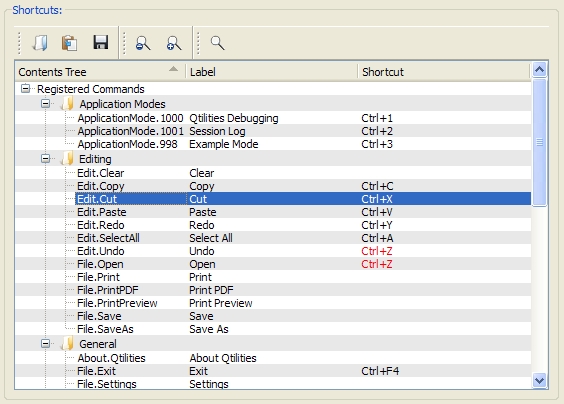 Shortcuts:
Contents Tree Label Shortcut
Registered Commands
Application Modes
ApplicationMode.1000 Qtilities Debugging Ctrl+1
ApplicationMode.1001 Session Log Ctrl+2
ApplicationMode.998 Example Mode Ctrl+3
Editing
Edit.Clear Clear
Edit.Copy Copy Ctrl+C
Edit.Cut Cut Ctrl+X
Edit.Paste Paste Ctrl+V
Edit.Redo Redo Ctrl+Y
Edit.SelectAll Select All Ctrl+A
Edit.Undo Undo Ctrl+Z
File.Open Open Ctrl+Z
File.Print Print
File.PrintPDF Print PDF
File.PrintPreview Print Preview
File.Save Save
File.SaveAs Save As
General
About.Qtilities About Qtilities
File.Exit Exit Ctrl+F4
File.Settings Settings